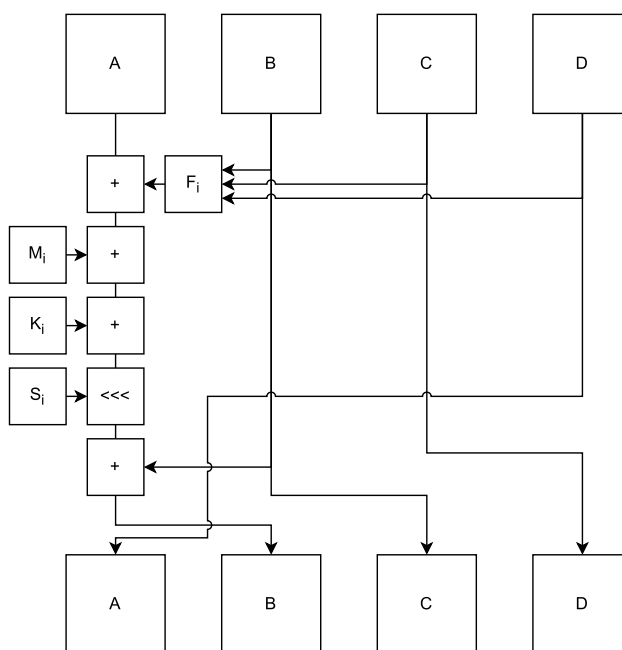 A B C D
+ Fᵢ
Mᵢ +
Kᵢ +
Sᵢ <<<
+
A B C D